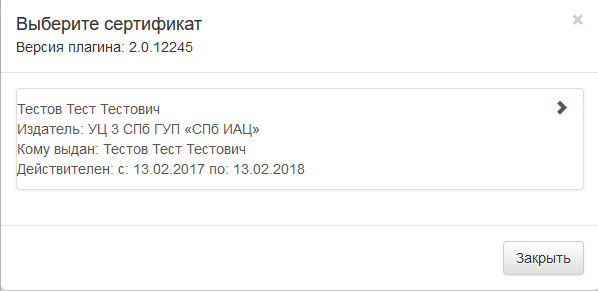 Выберите сертификат
Версия плагина: 2.0.12245
Тестов Тест Тестович
Издатель: УЦ 3 СПб ГУП «СПб ИАЦ»
Кому выдан: Тестов Тест Тестович
Действителен: с: 13.02.2017 по: 13.02.2018
Закрыть